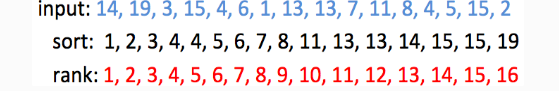 input: 14, 19, 3, 15, 4, 6, 1, 13, 13, 7, 11, 8, 4, 5, 15, 2
sort: 1, 2, 3, 4, 4, 5, 6, 7, 8, 11, 13, 13, 14, 15, 15, 19
rank: 1, 2, 3, 4, 5, 6, 7, 8, 9, 10, 11, 12, 13, 14, 15, 16